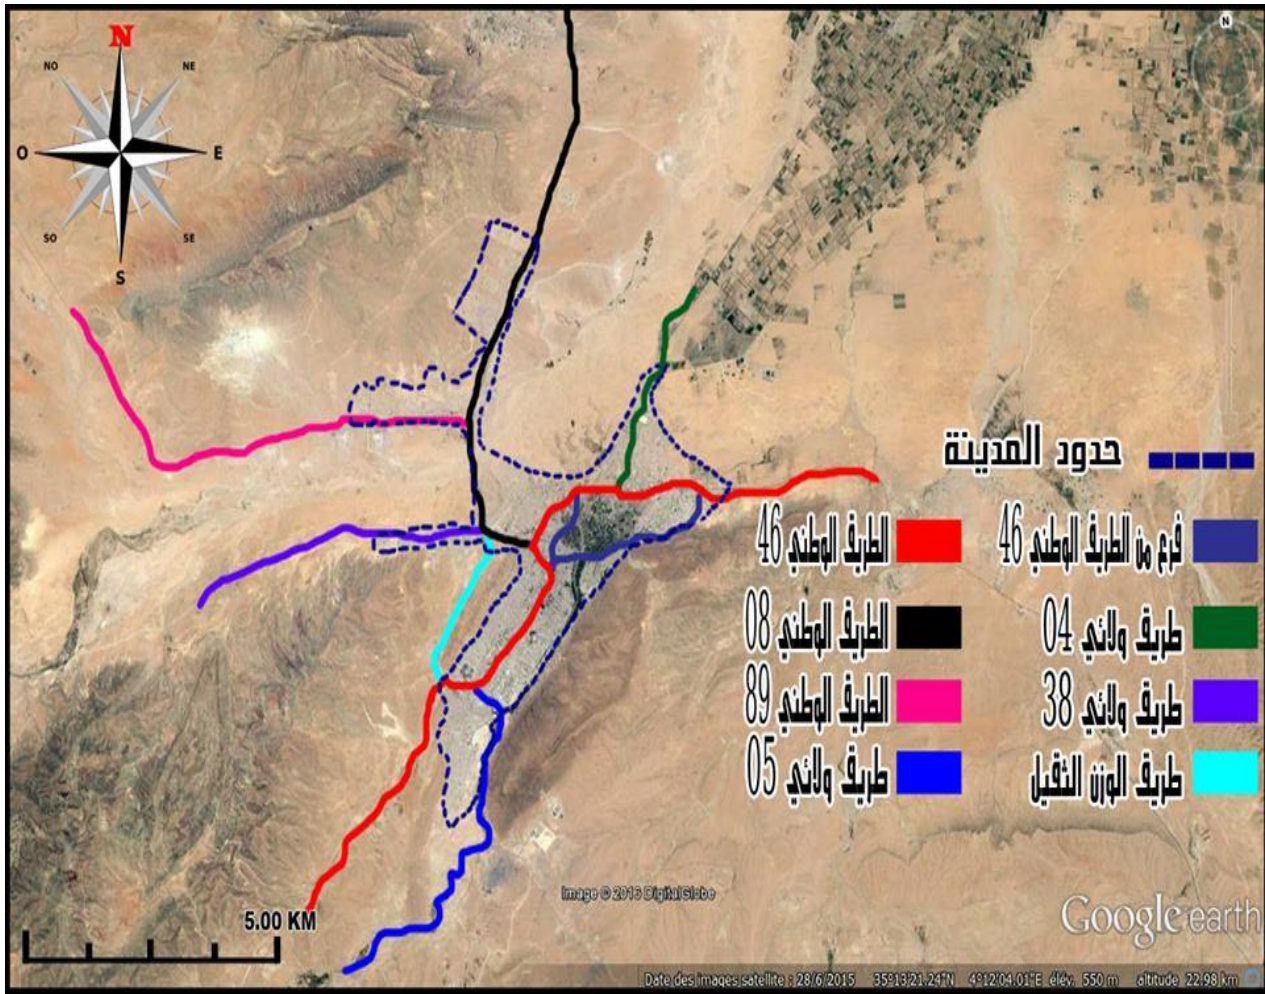 N
NO
NE
O
E
SO
SE
S
N
حدود المدينة
فرع من الطريق الوطني 46
الطريق الوطني 46
طريق ولائي 04
الطريق الوطني 08
طريق ولائي 38
الطريق الوطني 89
طريق الوزن الثقيل
طريق ولائي 05
Image © 2016 DigitalGlobe
5.00 KM
Google earth
Date des images satellite : 28/6/2015 35°13'21.24"N 4°12'04.01"E élév. 550 m altitude 22.98 km